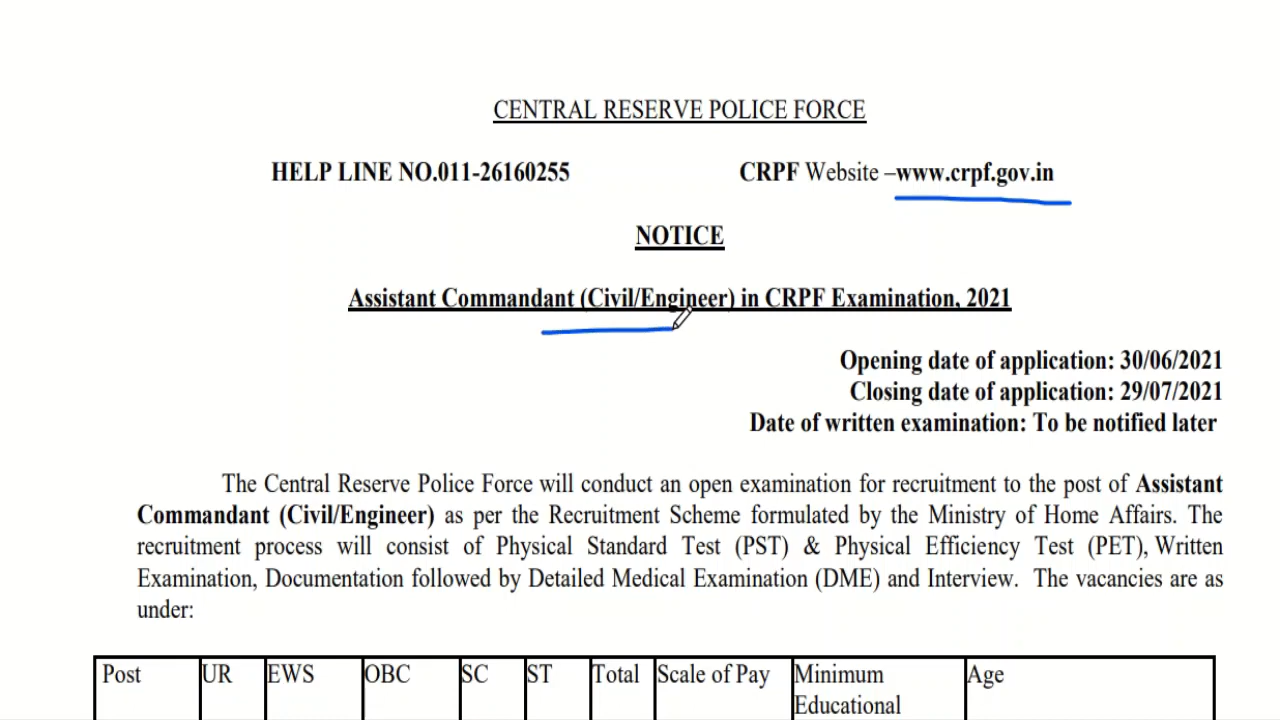 CENTRAL RESERVE POLICE FORCE
HELP LINE NO.011-26160255 CRPF Website –www.crpf.gov.in
NOTICE
Assistant Commandant (Civil/Engineer) in CRPF Examination, 2021
Opening date of application: 30/06/2021
Closing date of application: 29/07/2021
Date of written examination: To be notified later
The Central Reserve Police Force will conduct an open examination for recruitment to the post of Assistant
Commandant (Civil/Engineer) as per the Recruitment Scheme formulated by the Ministry of Home Affairs. The
recruitment process will consist of Physical Standard Test (PST) & Physical Efficiency Test (PET), Written
Examination, Documentation followed by Detailed Medical Examination (DME) and Interview. The vacancies are as
under:
Post UR EWS OBC SC ST Total Scale of Pay Minimum Age
Educational